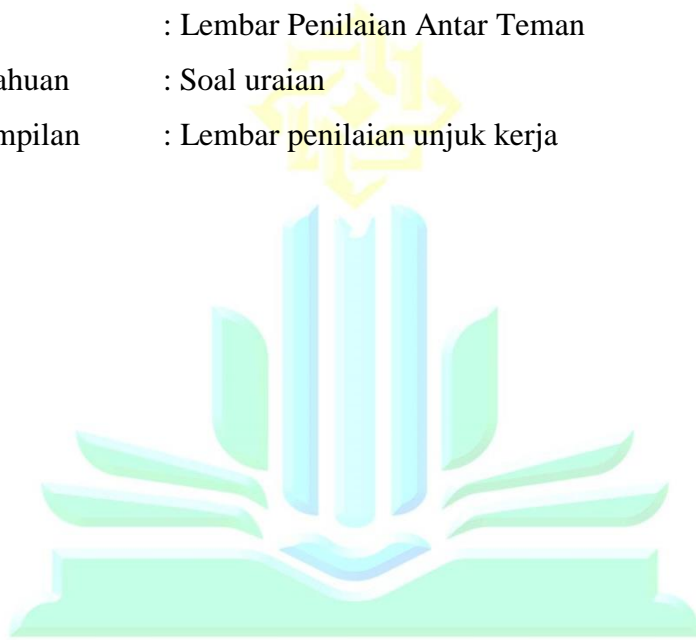 : Lembar Penilaian Antar Teman
ahuan : Soal uraian
mpilan : Lembar penilaian unjuk kerja